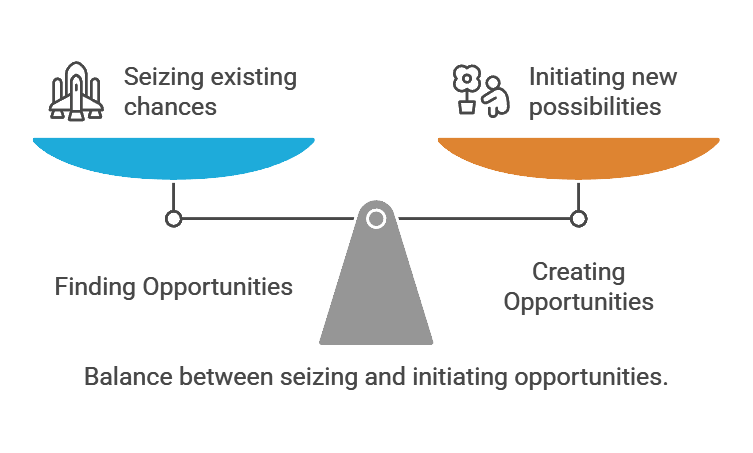 Seizing existing
chances
Initiating new
possibilities
Finding Opportunities
Creating
Opportunities
Balance between seizing and initiating opportunities.